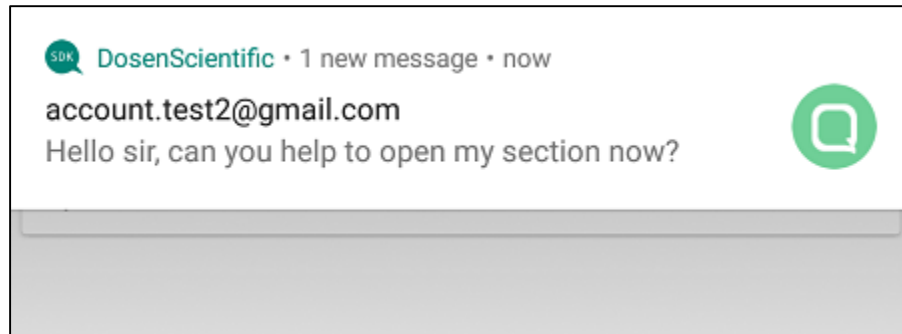 SDK DosenScientific • 1 new message • now
account.test2@gmail.com
Hello sir, can you help to open my section now?